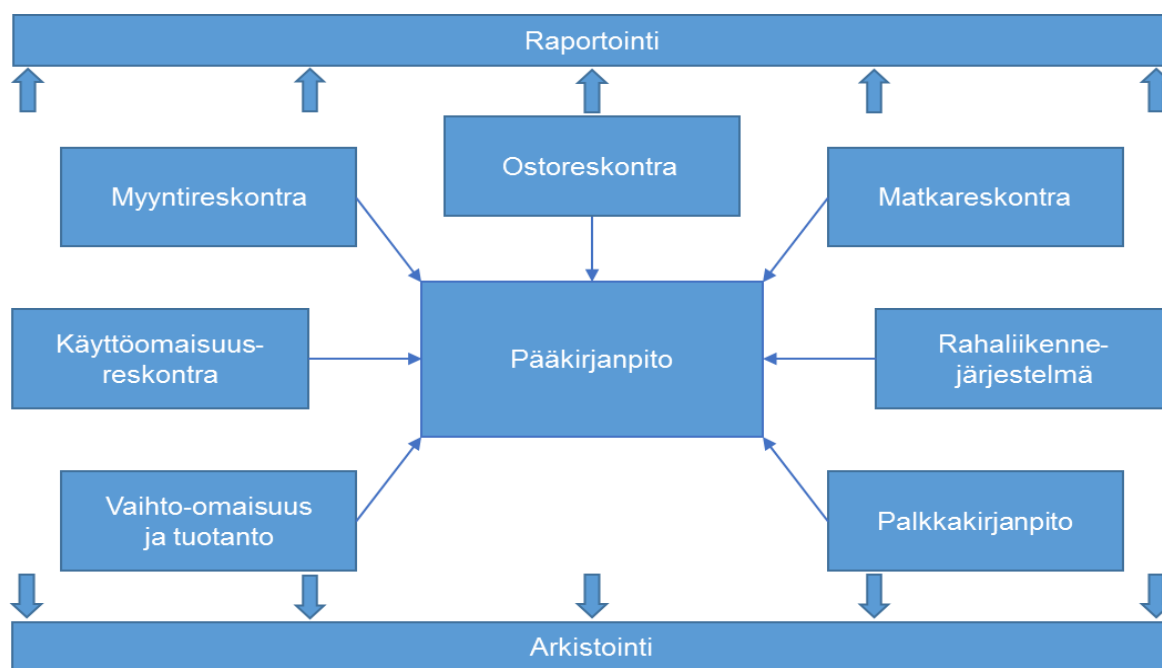 Raportointi
Ostoreskontra
Myyntireskontra
Matkareskontra
Käyttöomaisuus-
reskontra
Pääkirjanpito
Rahaliikenne-
järjestelmä
Vaihto-omaisuus
ja tuotanto
Palkkakirjanpito
Arkistointi